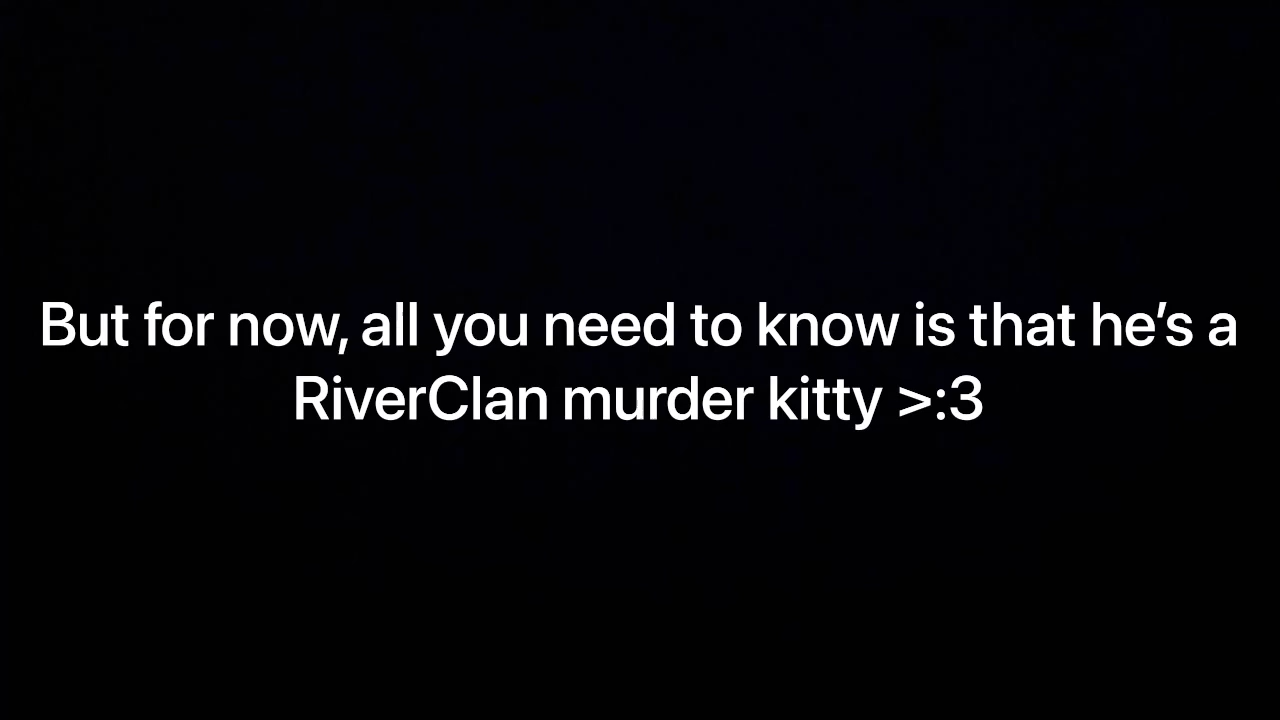 But for now, all you need to know is that he’s a
RiverClan murder kitty >:3